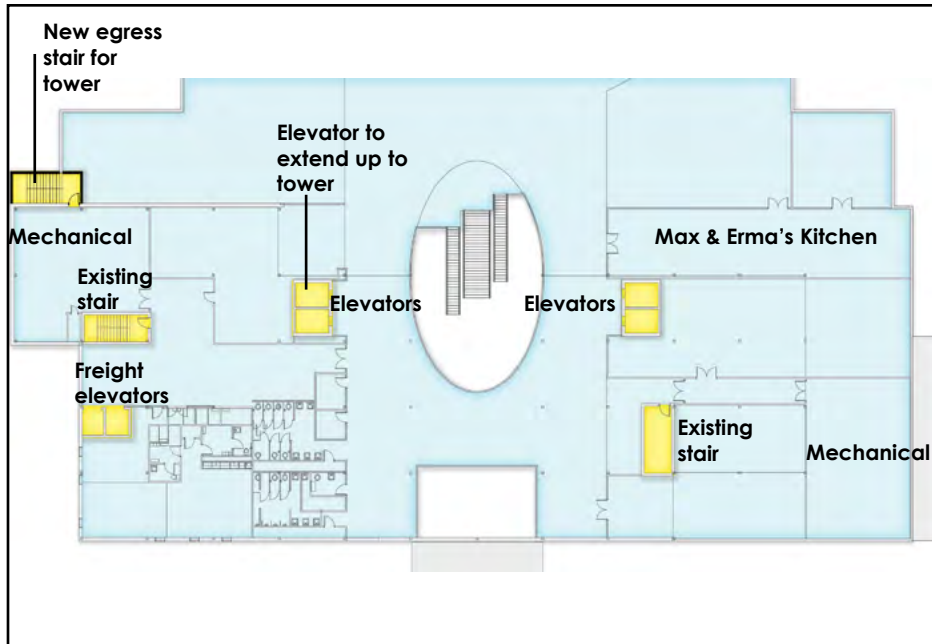 New egress
stair for
tower
Elevator to
extend up to
tower
Mechanical
Max & Erma's Kitchen
Existing
stair
Elevators
Elevators
Freight
elevators
Existing
stair
Mechanical